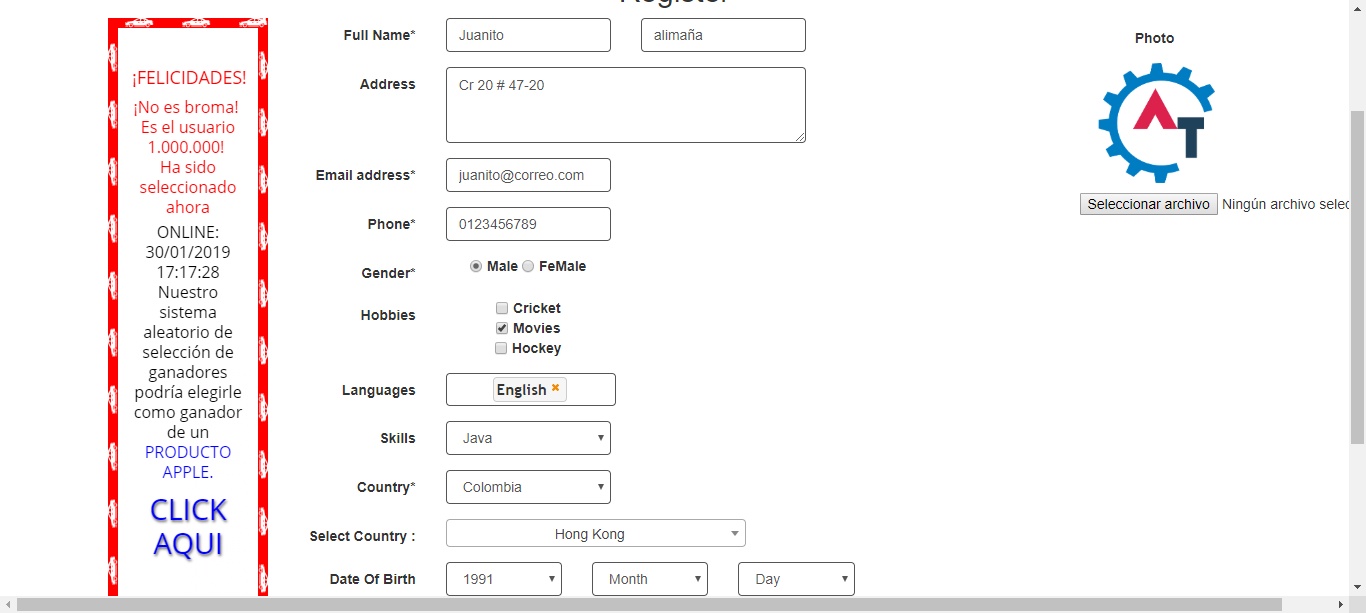 Register
¡FELICIDADES!
¡No es broma!
Es el usuario
1.000.000!
Ha sido
seleccionado
ahora
ONLINE:
30/01/2019
17:17:28
Nuestro
sistema
aleatorio de
selección de
ganadores
podría elegirle
como ganador
de un
PRODUCTO
APPLE.
CLICK
AQUI
Full Name* Juanito alimaña
Address Cr 20 # 47-20
Email address* juanito@correo.com
Phone* 0123456789
Gender* Male FeMale
Hobbies Cricket
Movies
Hockey
Languages English
Skills Java
Country* Colombia
Select Country : Hong Kong
Date Of Birth 1991 Month Day
Photo
AT
Seleccionar archivo Ningún archivo selec